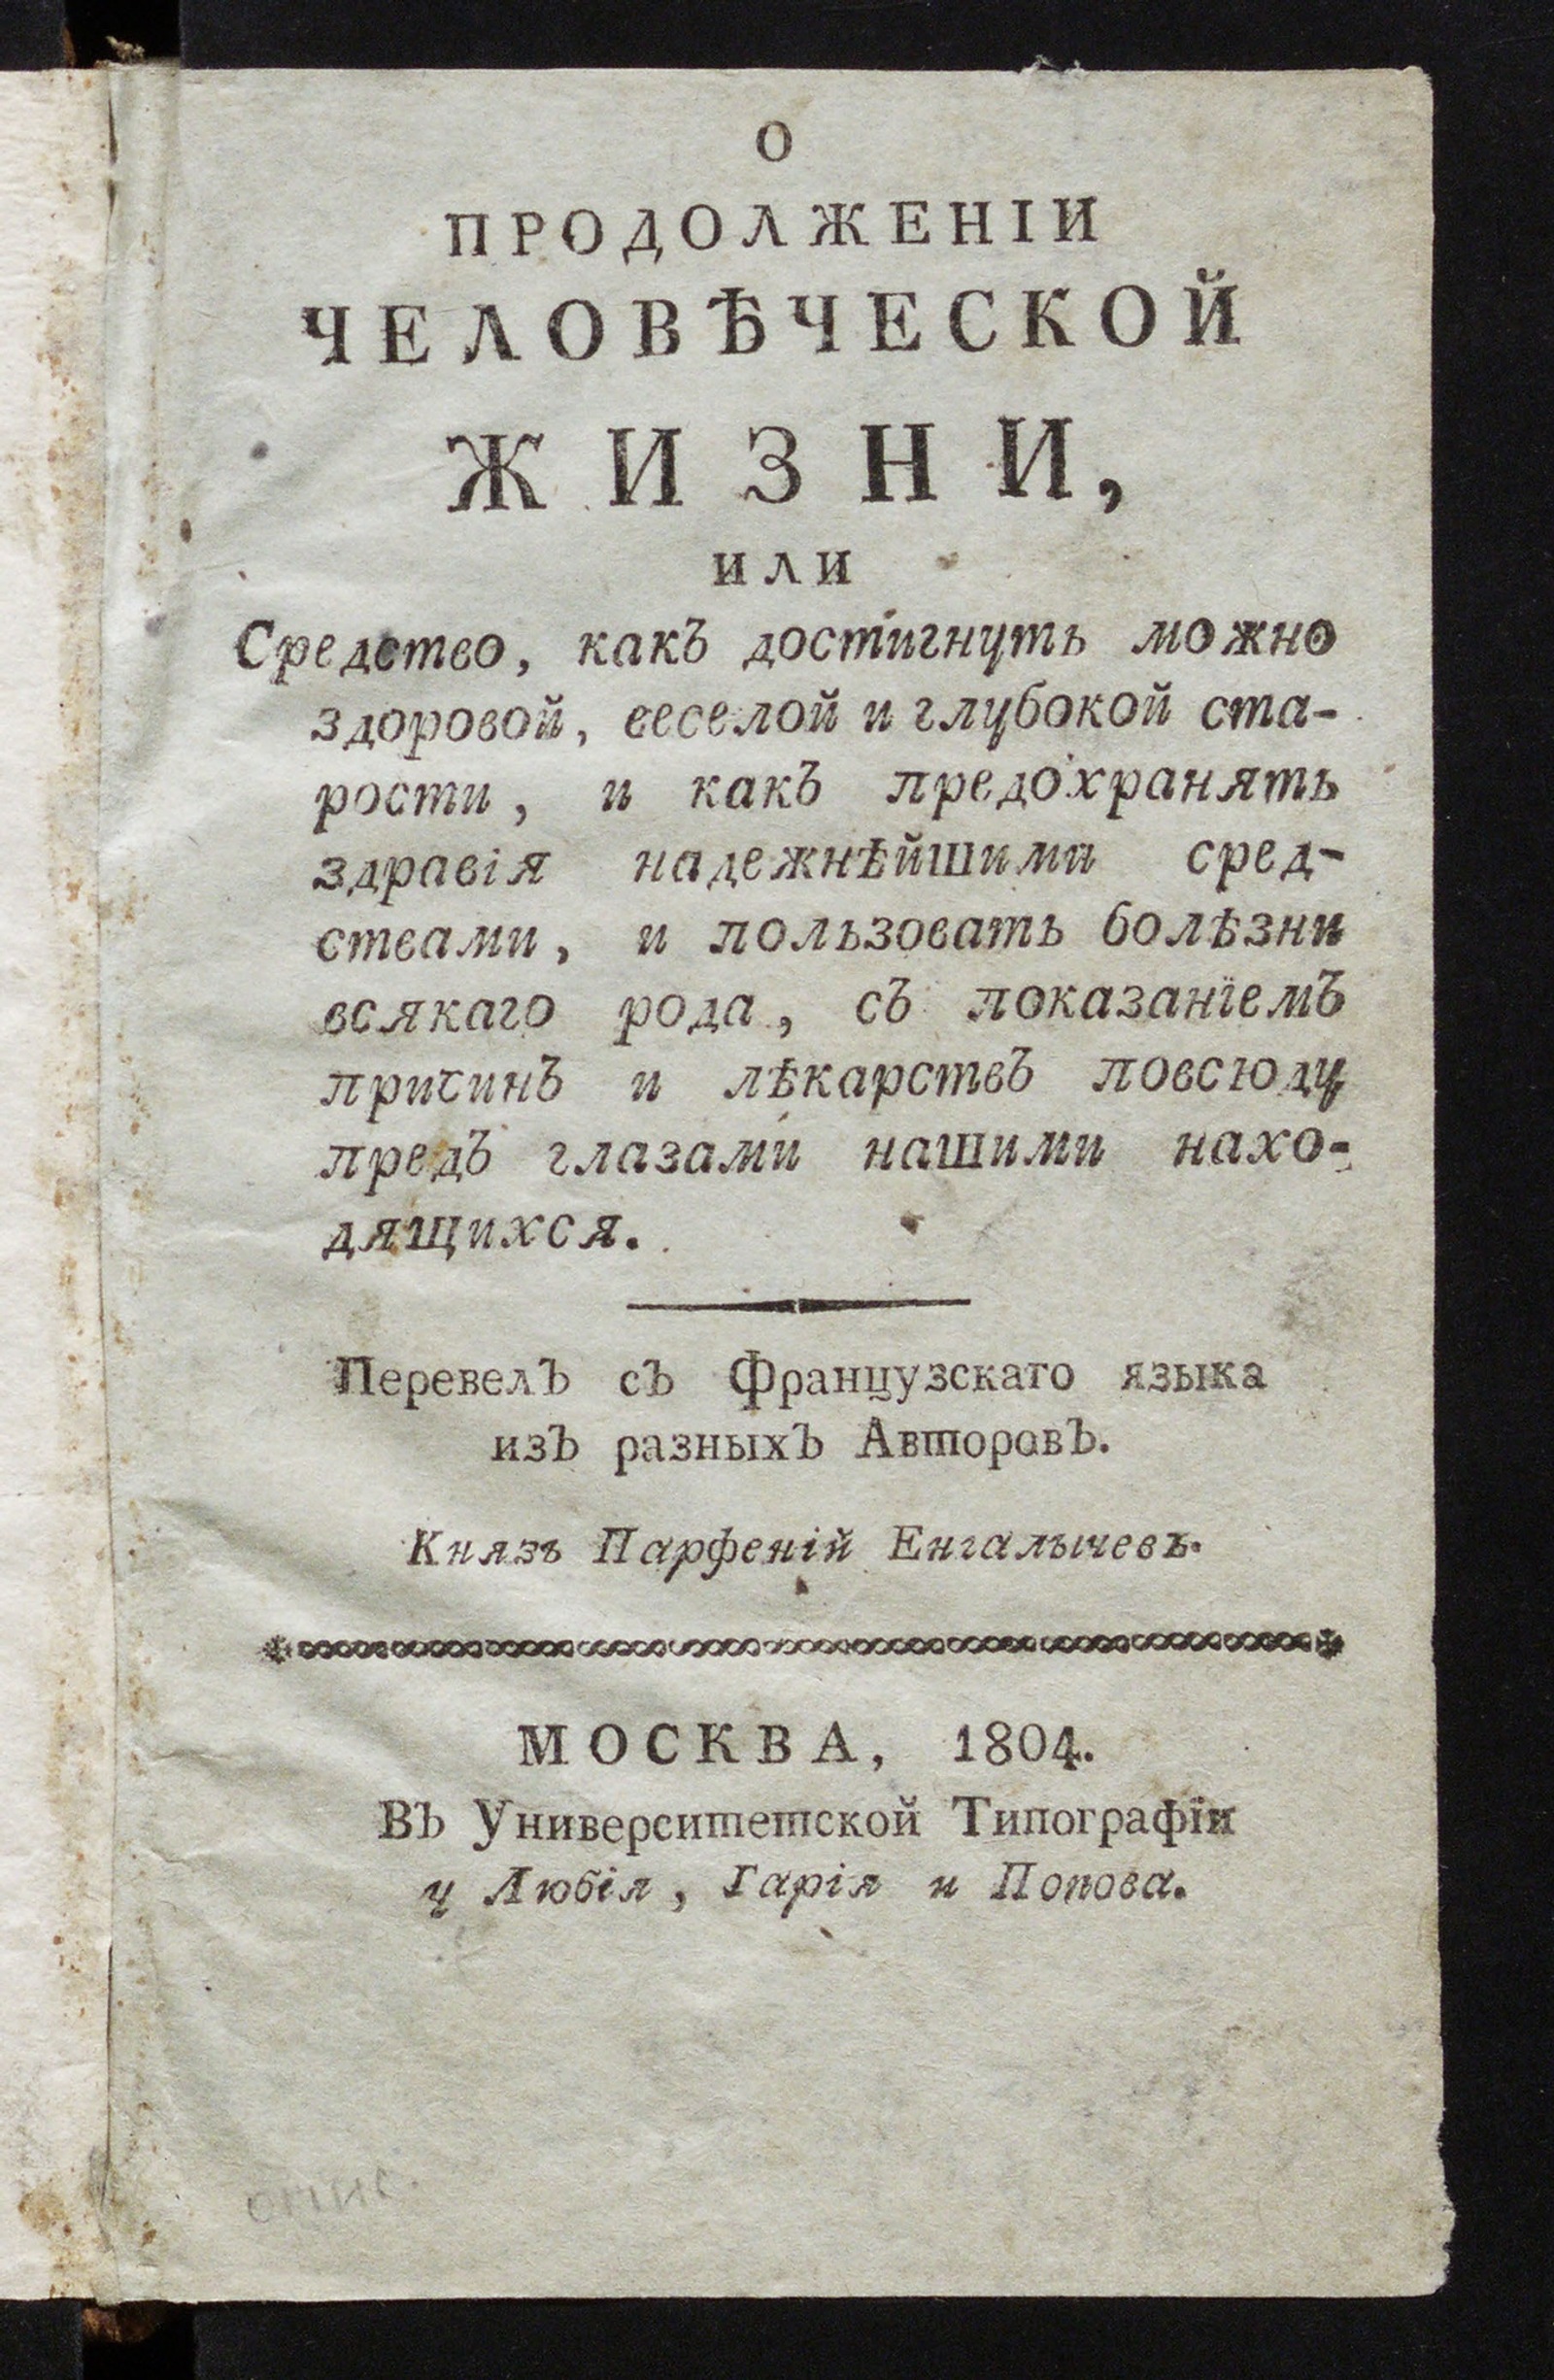 О
ПРОДОЛЖЕНІИ
ЧЕЛОВѢЧЕСКОЙ
ЖИЗНИ,
ИЛИ
Средство, какъ достигнуть можно
здоровой, веселой и глубокой ста-
рости, и какъ предохранять
здравія надежнѣйшими сред-
ствами, и пользовать болѣзни
всякаго рода, съ показаніемъ
причинъ и лѣкарствъ повсюду
предъ глазами нашими нахо-
дящихся.
Перевелъ съ Французскаго языка
изъ разныхъ Авторовъ.
Князь Парфеній Енгалычевъ.
МОСКВА, 1804.
Въ Университетской Типографіи
у Любія, Гарія и Попова.
опис.